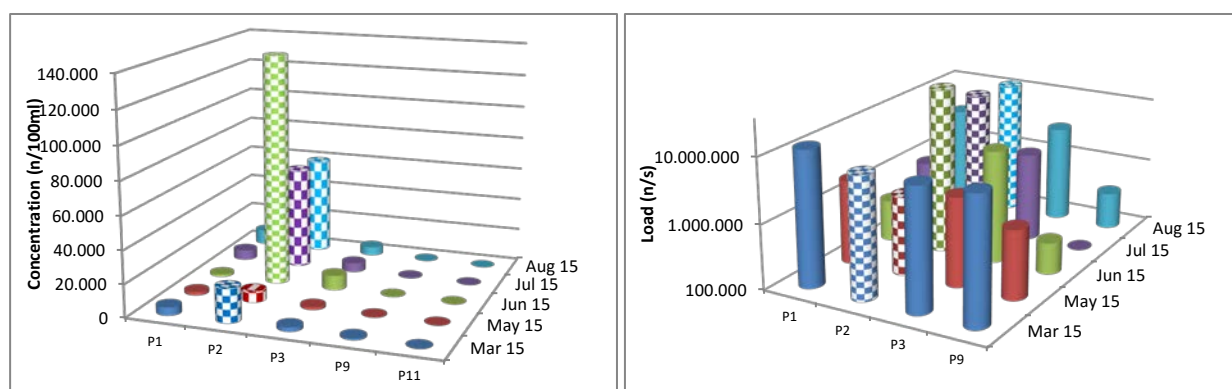 Concentration (n/100ml)
140.000
120.000
100.000
80.000
60.000
40.000
20.000
0
P1
P2
P3
P9
P11
Mar 15
May 15
Jun 15
Jul 15
Aug 15
Load (n/s)
10.000.000
1.000.000
100.000
P1
P2
P3
P9
Mar 15
May 15
Jun 15
Jul 15
Aug 15